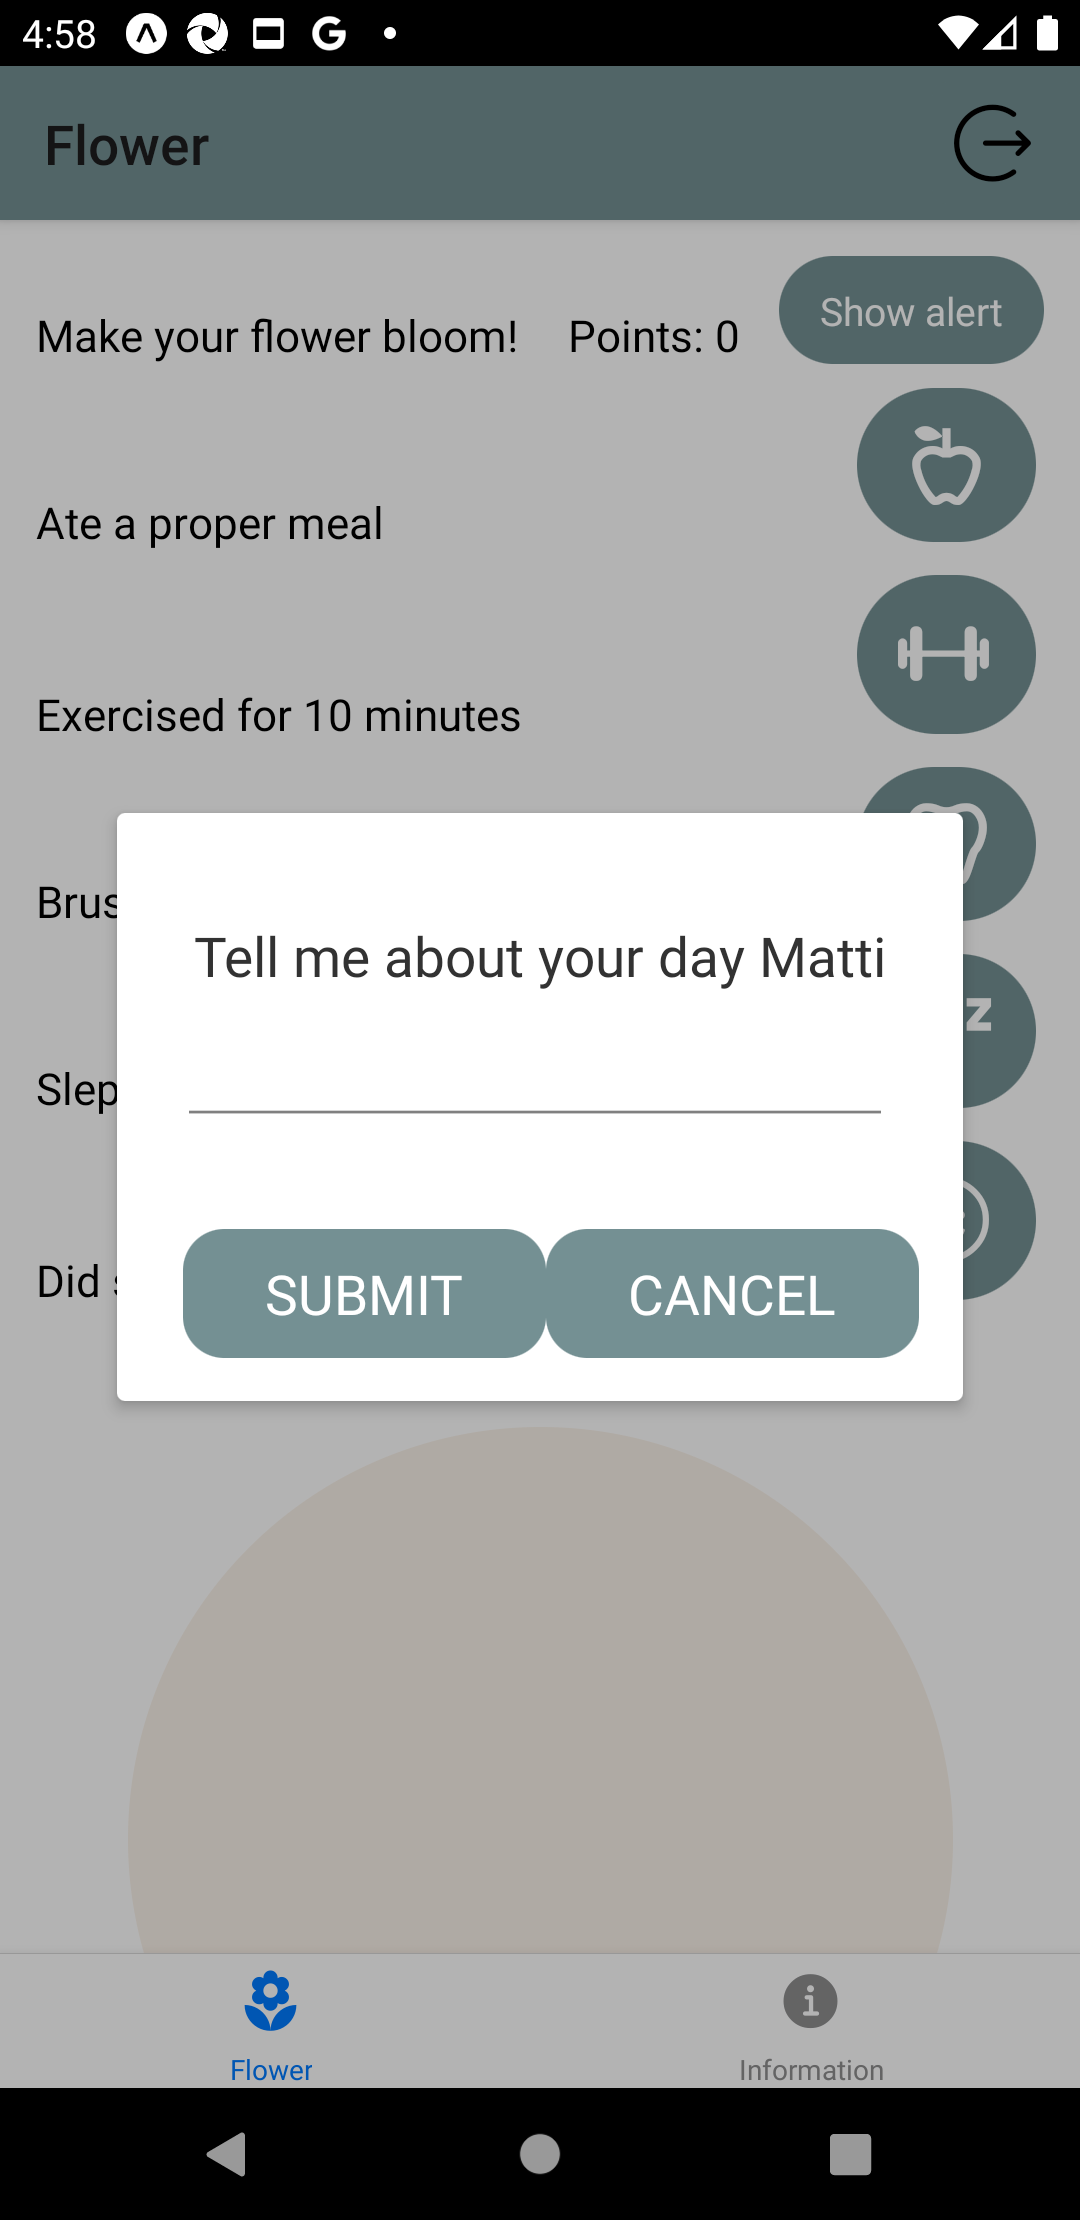 4:58
Flower
Show alert
Make your flower bloom! Points: 0
Ate a proper meal
Exercised for 10 minutes
Brus
Tell me about your day Matti
z
Slep
Did
SUBMIT CANCEL
Flower Information